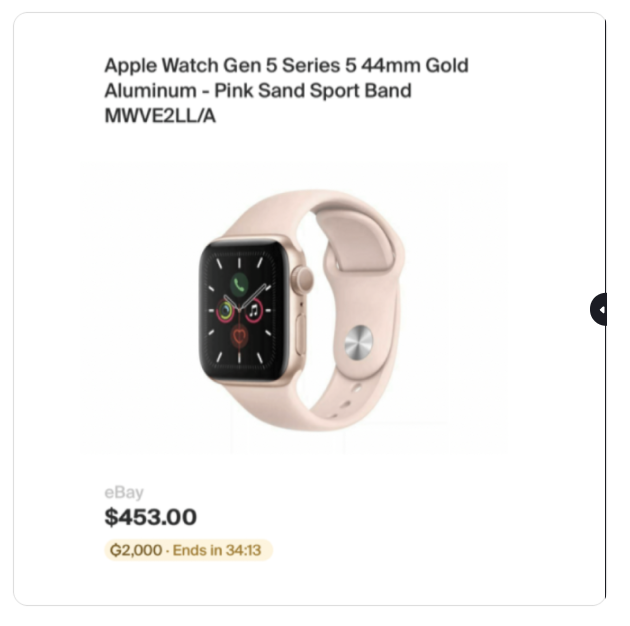 Apple Watch Gen 5 Series 5 44mm Gold
Aluminum - Pink Sand Sport Band
MWVE2LL/A
eBay
$453.00
₲2,000 · Ends in 34:13